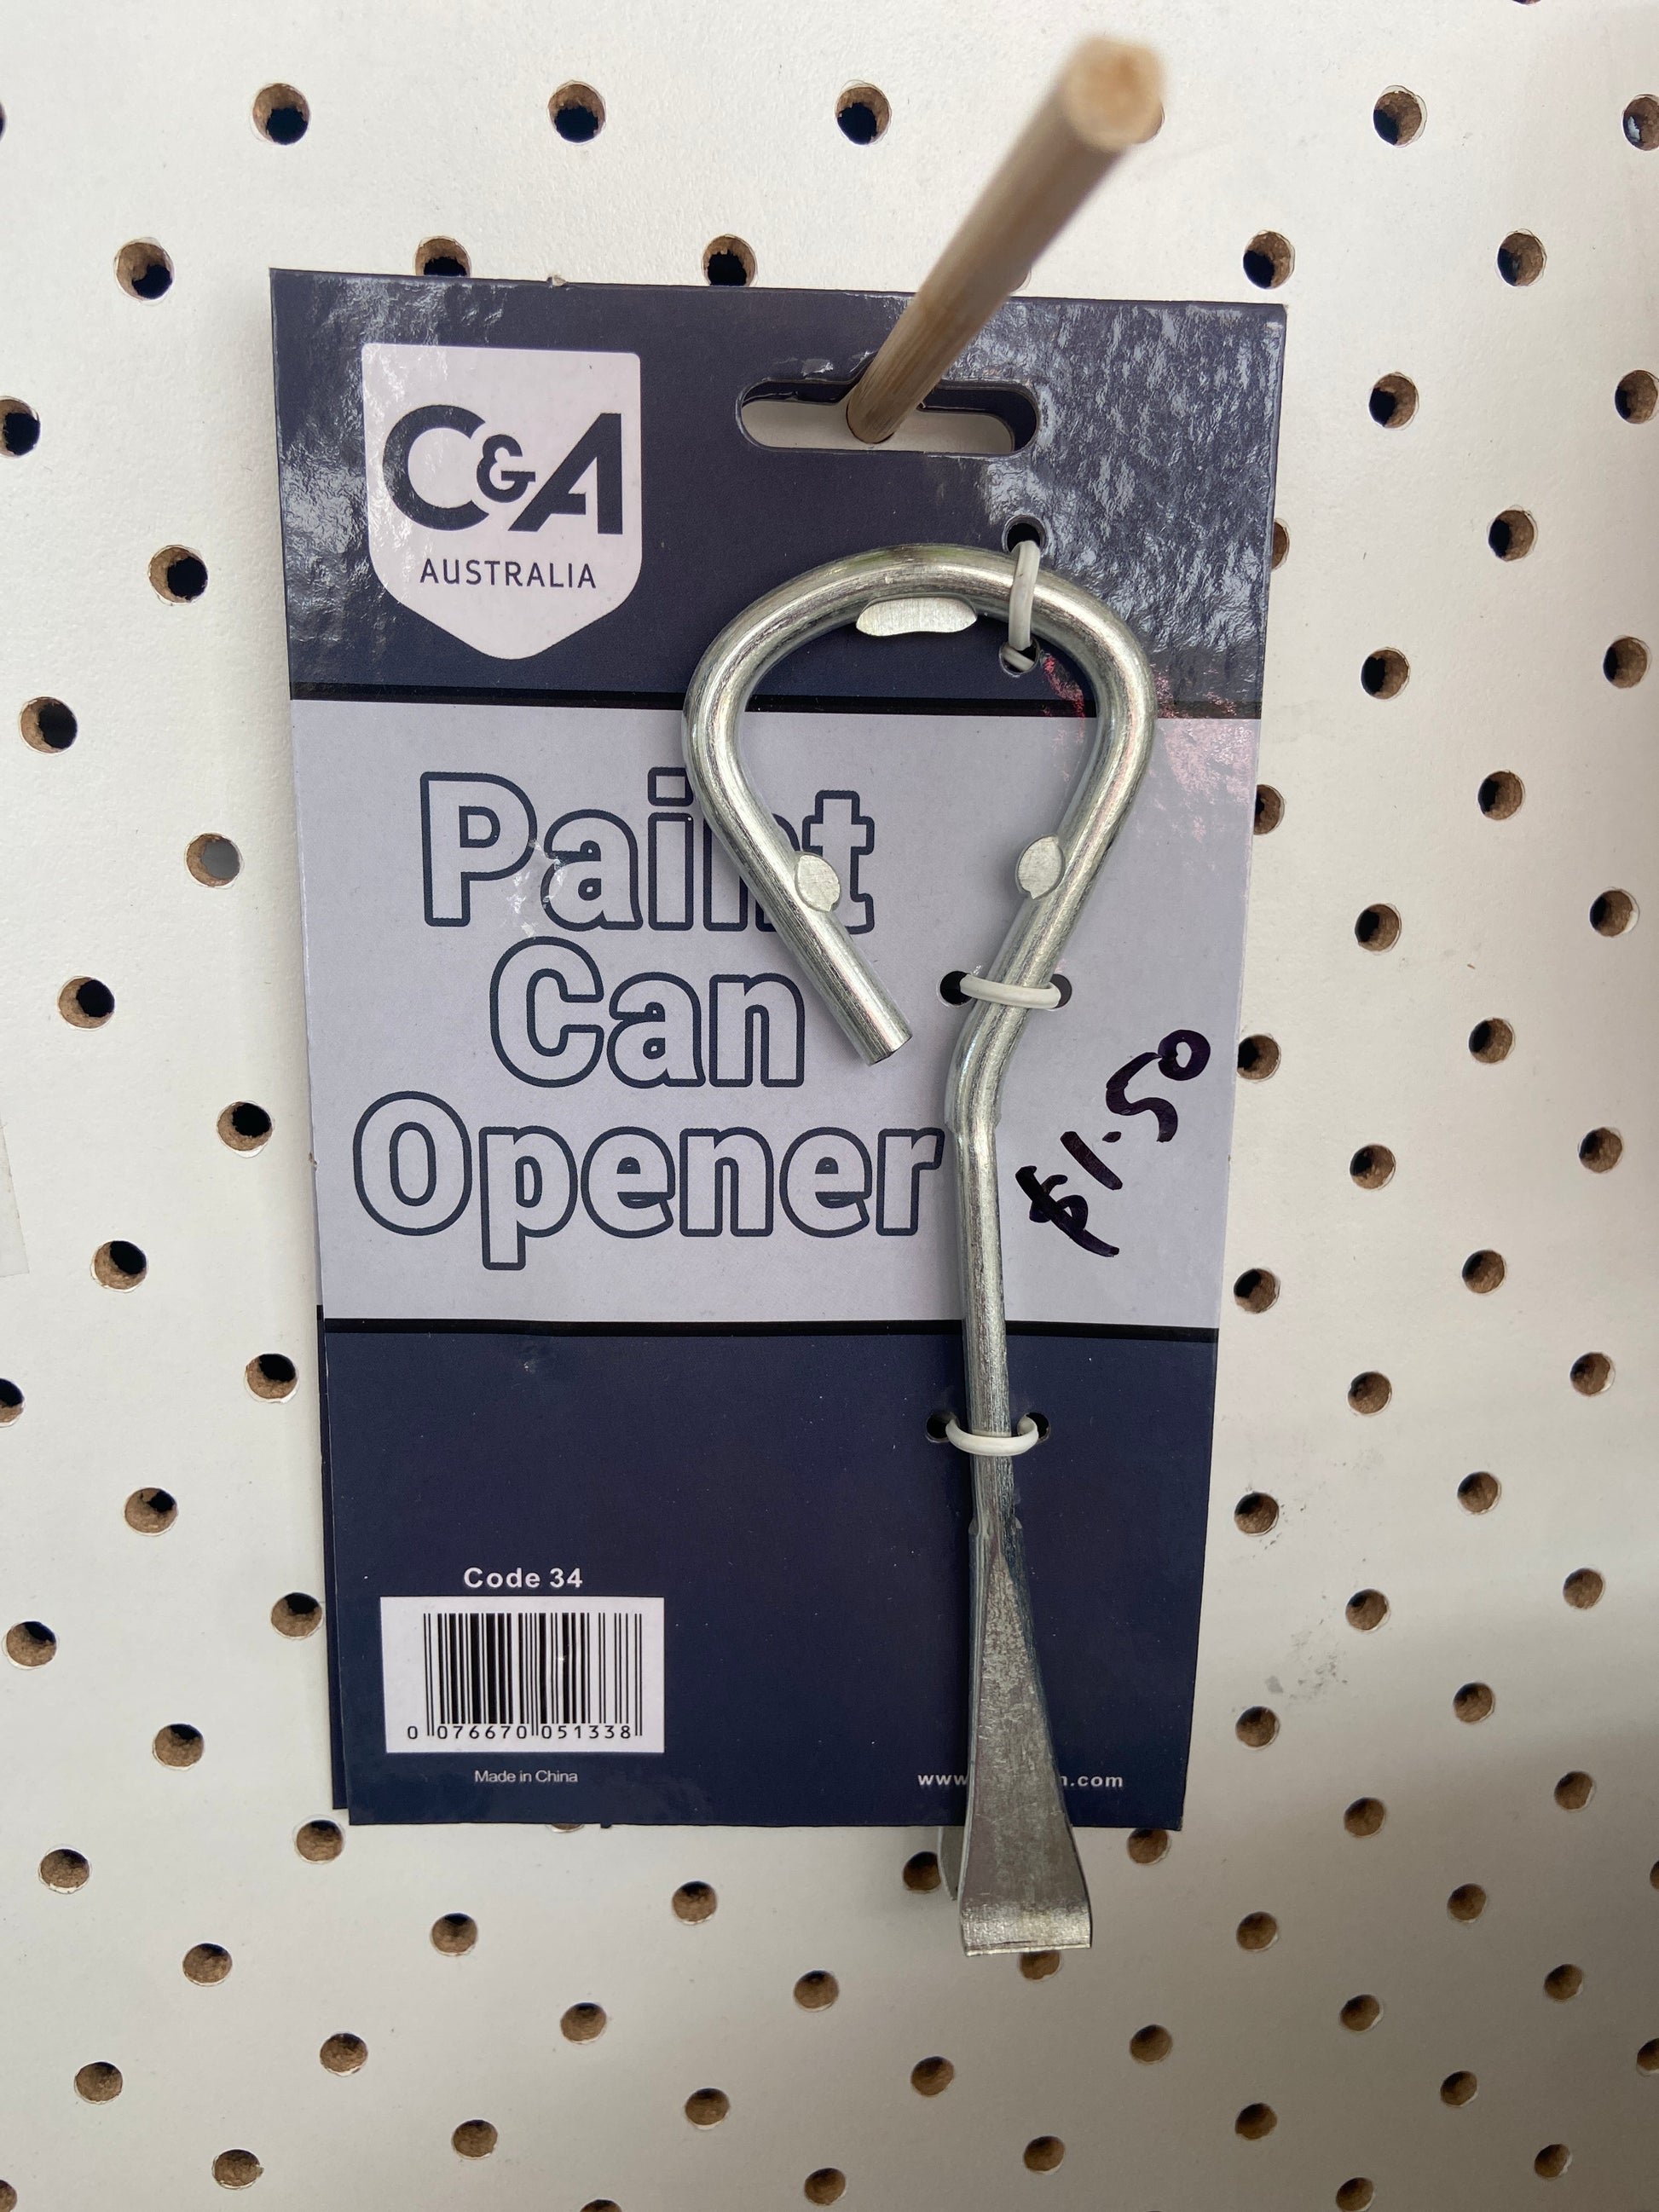 C&A
AUSTRALIA
Paint
Can
Opener
$1.50
Code 34
0 076670 051338
Made in China